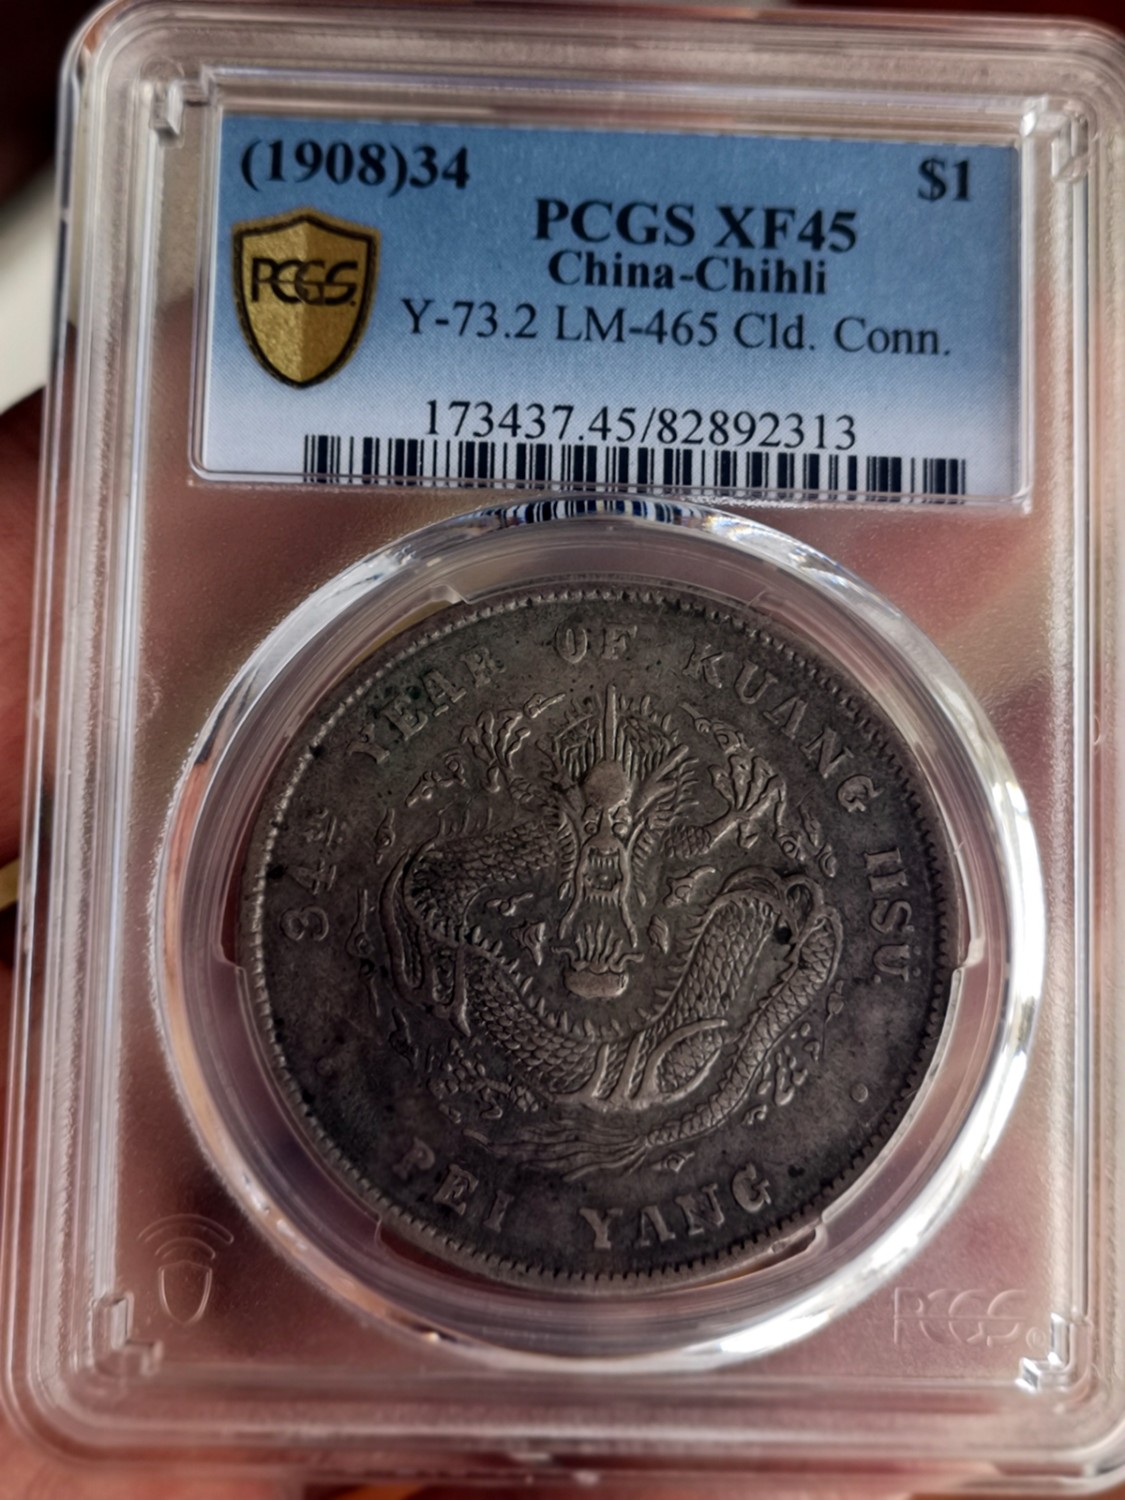 (1908)34 $1
PCGS XF45
China-Chihli
PCGS
Y-73.2 LM-465 Cld. Conn.
173437.45/82892313
34TH YEAR OF KUANG HSÜ
PEI YANG
PCGS